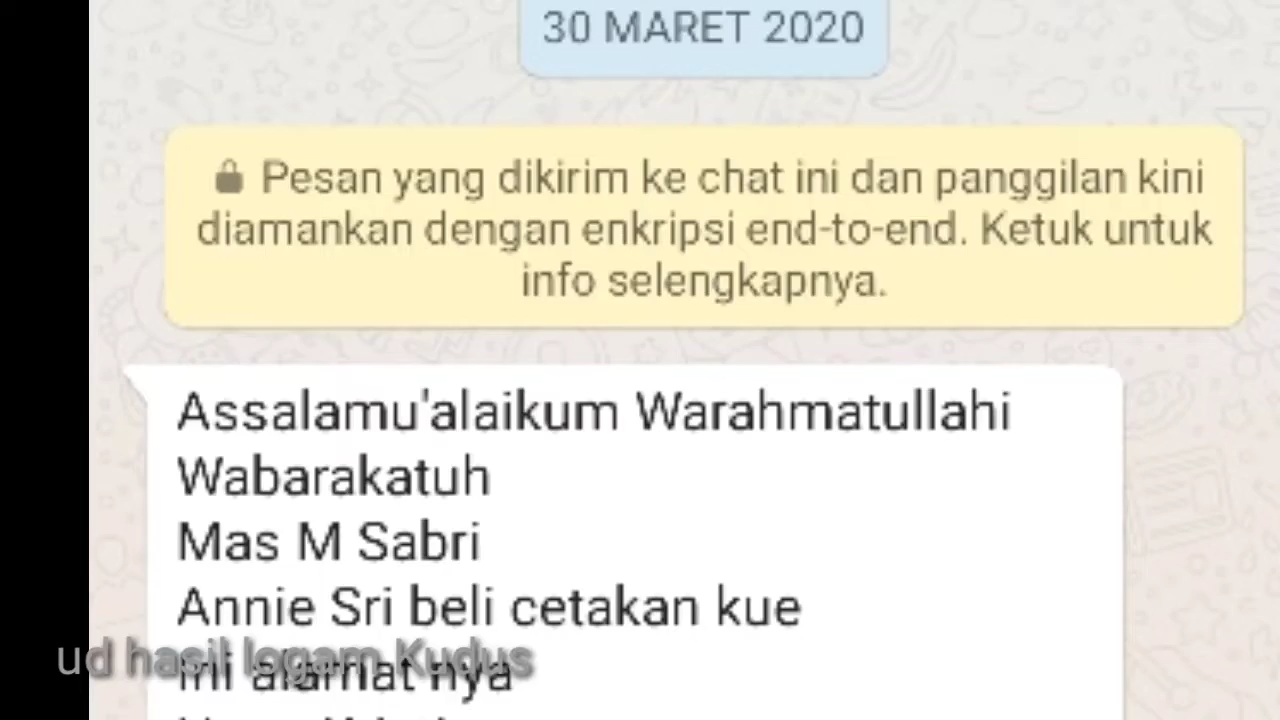 30 MARET 2020
Pesan yang dikirim ke chat ini dan panggilan kini
diamankan dengan enkripsi end-to-end. Ketuk untuk
info selengkapnya.
Assalamu'alaikum Warahmatullahi
Wabarakatuh
Mas M Sabri
Annie Sri beli cetakan kue
ud hasil logam Kudus
ini alamat nya